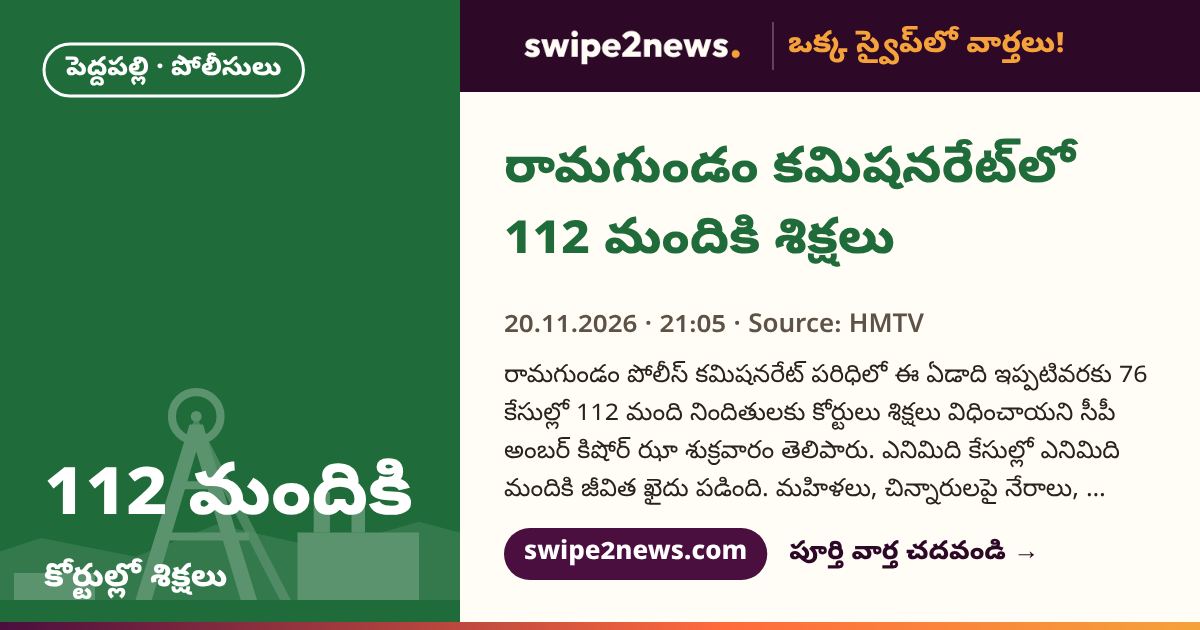 పెద్దపల్లి · పోలీసులు
112 మందికి
కోర్టుల్లో శిక్షలు
swipe2news.
ఒక్క స్వైప్‌లో వార్తలు!
రామగుండం కమిషనరేట్‌లో
112 మందికి శిక్షలు
20.11.2026 · 21:05 · Source: HMTV
రామగుండం పోలీస్ కమిషనరేట్ పరిధిలో ఈ ఏడాది ఇప్పటివరకు 76
కేసుల్లో 112 మంది నిందితులకు కోర్టులు శిక్షలు విధించాయని సీపీ
అంబర్ కిషోర్ ఝా శుక్రవారం తెలిపారు. ఎనిమిది కేసుల్లో ఎనిమిది
మందికి జీవిత ఖైదు పడింది. మహిళలు, చిన్నారులపై నేరాలు, ...
swipe2news.com
పూర్తి వార్త చదవండి →